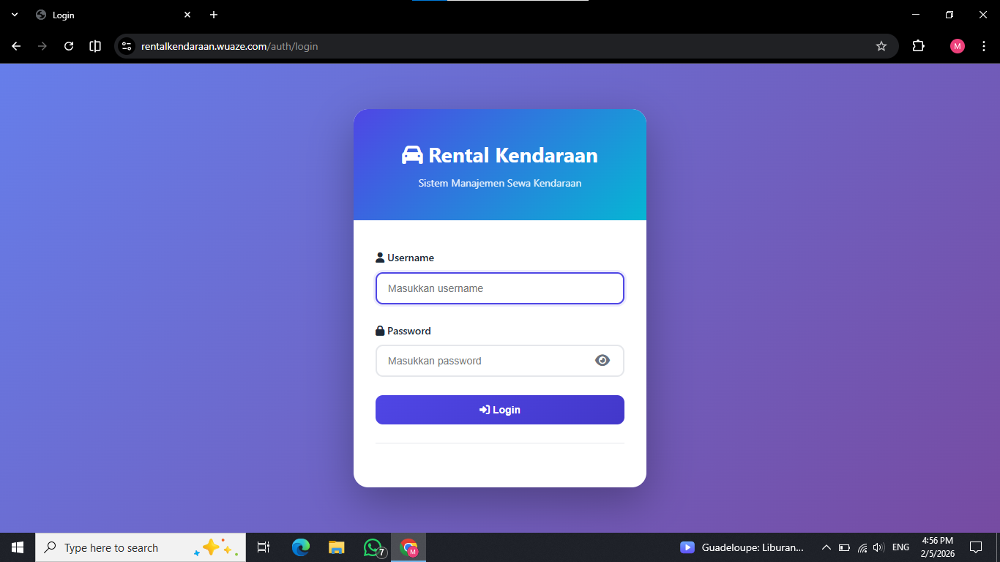 Login
rentalkendaraan.wuaze.com/auth/login
M
Rental Kendaraan
Sistem Manajemen Sewa Kendaraan
Username
Masukkan username
Password
Masukkan password
Login
Type here to search
7
M
Guadeloupe: Liburan...
ENG
4:56 PM
2/5/2026